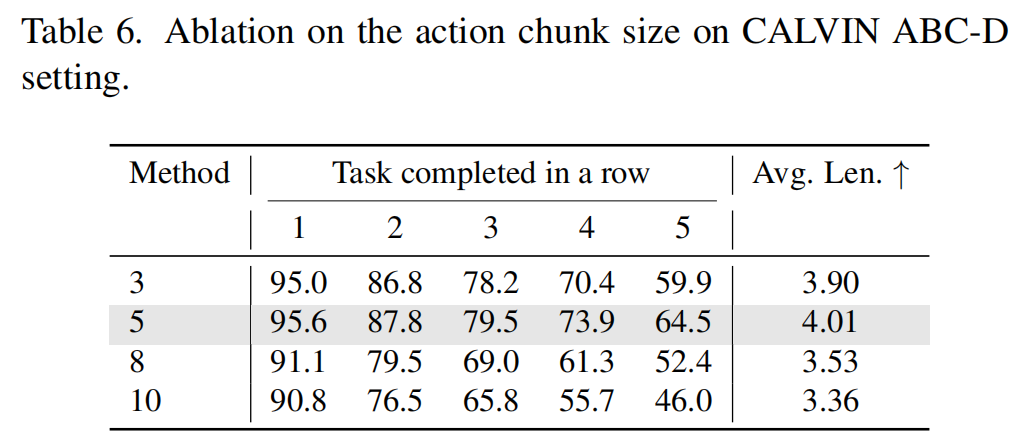 Table 6. Ablation on the action chunk size on CALVIN ABC-D
setting.
Method Task completed in a row Avg. Len. ↑
1 2 3 4 5
3 95.0 86.8 78.2 70.4 59.9 3.90
5 95.6 87.8 79.5 73.9 64.5 4.01
8 91.1 79.5 69.0 61.3 52.4 3.53
10 90.8 76.5 65.8 55.7 46.0 3.36